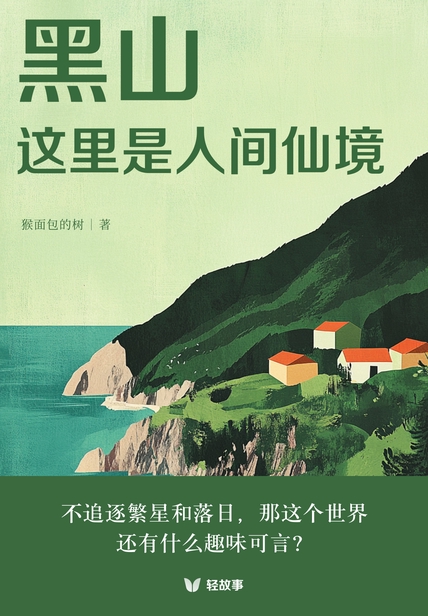 黑山
这里是人间仙境
猴面包的树｜著
不追逐繁星和落日，那这个世界
还有什么趣味可言？
轻故事